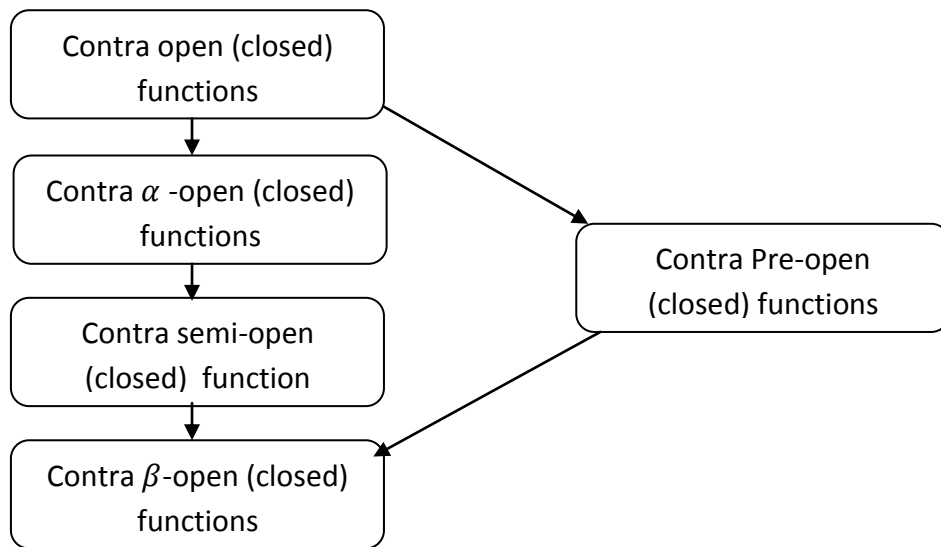 Contra open (closed)
functions
Contra α -open (closed)
functions
Contra semi-open
(closed) function
Contra β-open (closed)
functions
Contra Pre-open
(closed) functions